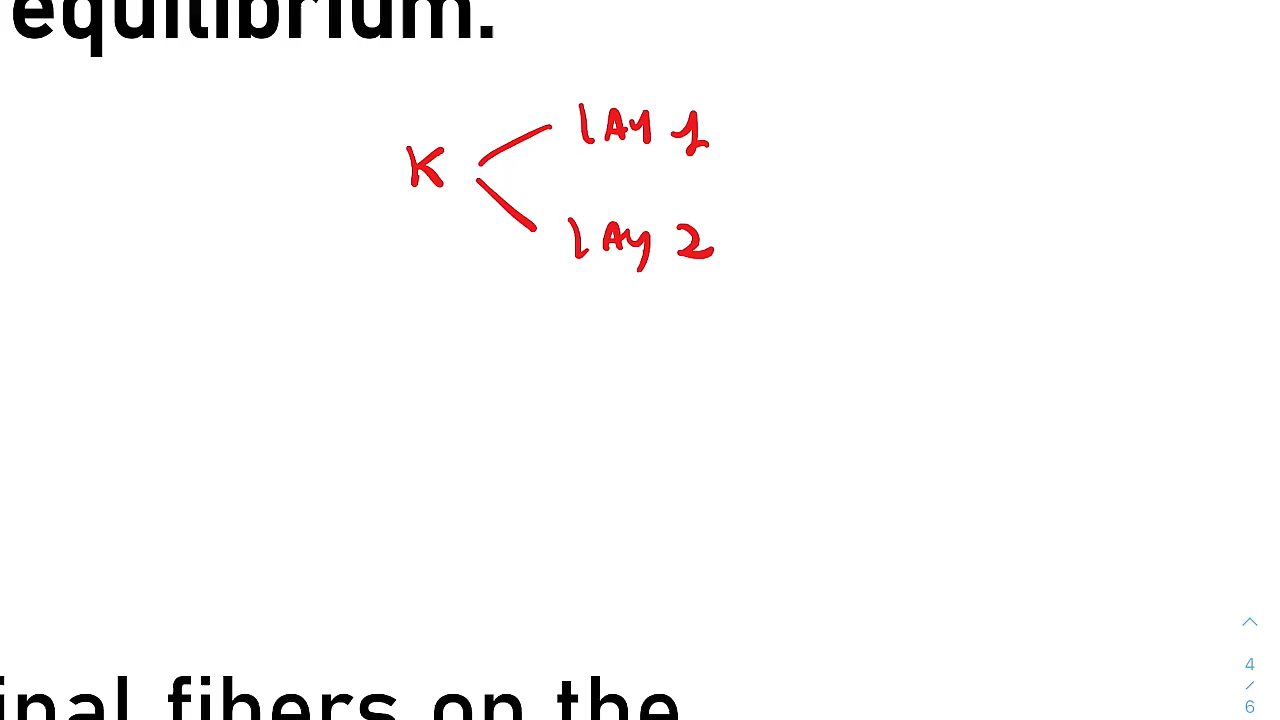 equilibrium.
K
lAy 1
lAy 2
inal fibers on the
4
/
6